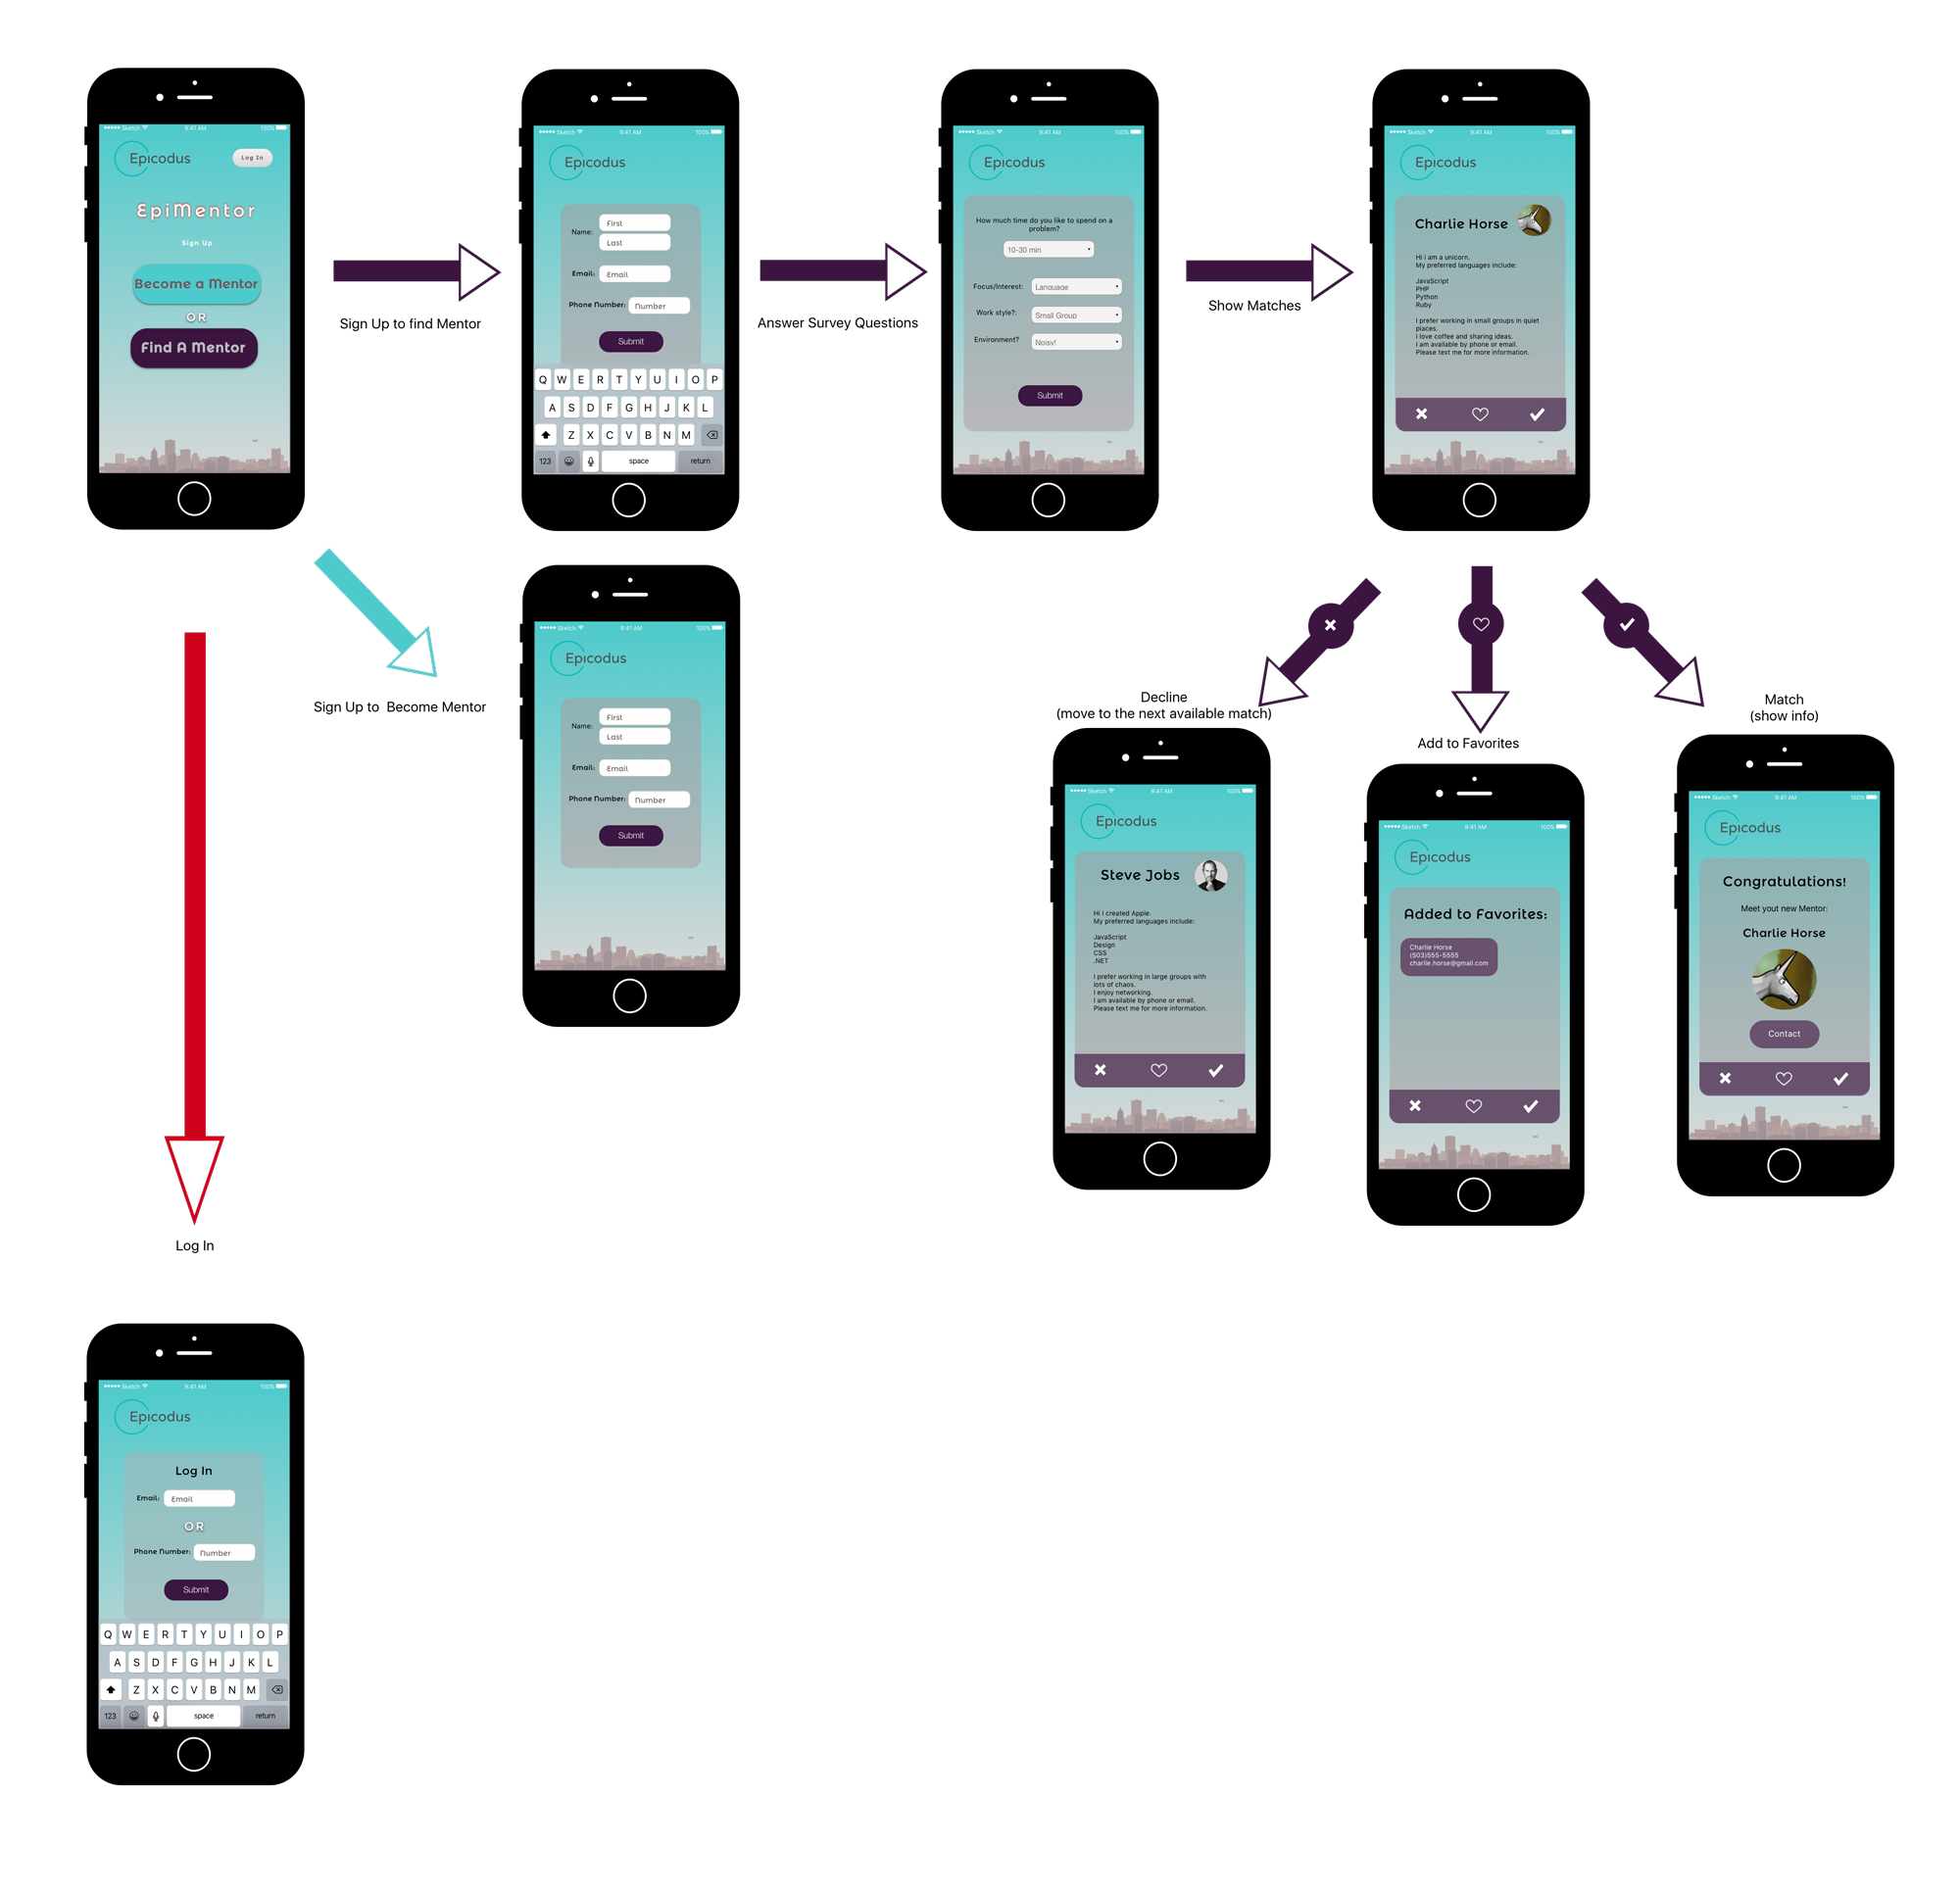 Sketch 9:41 AM 100%
Epicodus
Log In
EpiMentor
Sign Up
Become a Mentor
OR
Find A Mentor
Sign Up to find Mentor
Sketch 9:41 AM 100%
Epicodus
Name:
First
Last
Email: Email
Phone Number: Number
Submit
Q W E R T Y U I O P
A S D F G H J K L
Z X C V B N M
123 space return
Answer Survey Questions
Sketch 9:41 AM 100%
Epicodus
How much time do you like to spend on a
problem?
10-30 min
Focus/Interest: Language
Work style?: Small Group
Environment? Noisy!
Submit
Show Matches
Sketch 9:41 AM 100%
Epicodus
Charlie Horse
Hi i am a unicorn.
My preferred languages include:
JavaScript
PHP
Python
Ruby
I prefer working in small groups in quiet
places.
I love coffee and sharing ideas.
I am available by phone or email.
Please text me for more information.
Sign Up to Become Mentor
Sketch 9:41 AM 100%
Epicodus
Name:
First
Last
Email: Email
Phone Number: Number
Submit
Decline
(move to the next available match)
Sketch 9:41 AM 100%
Epicodus
Steve Jobs
Hi I created Apple.
My preferred languages include:
JavaScript
Design
CSS
.NET
I prefer working in large groups with
lots of chaos.
I enjoy networking.
I am available by phone or email.
Please text me for more information.
Add to Favorites
Sketch 9:41 AM 100%
Epicodus
Added to Favorites:
Charlie Horse
(503)555-5555
charlie.horse@gmail.com
Match
(show info)
Sketch 9:41 AM 100%
Epicodus
Congratulations!
Meet yout new Mentor:
Charlie Horse
Contact
Log In
Sketch 9:41 AM 100%
Epicodus
Log In
Email: Email
OR
Phone Number: Number
Submit
Q W E R T Y U I O P
A S D F G H J K L
Z X C V B N M
123 space return